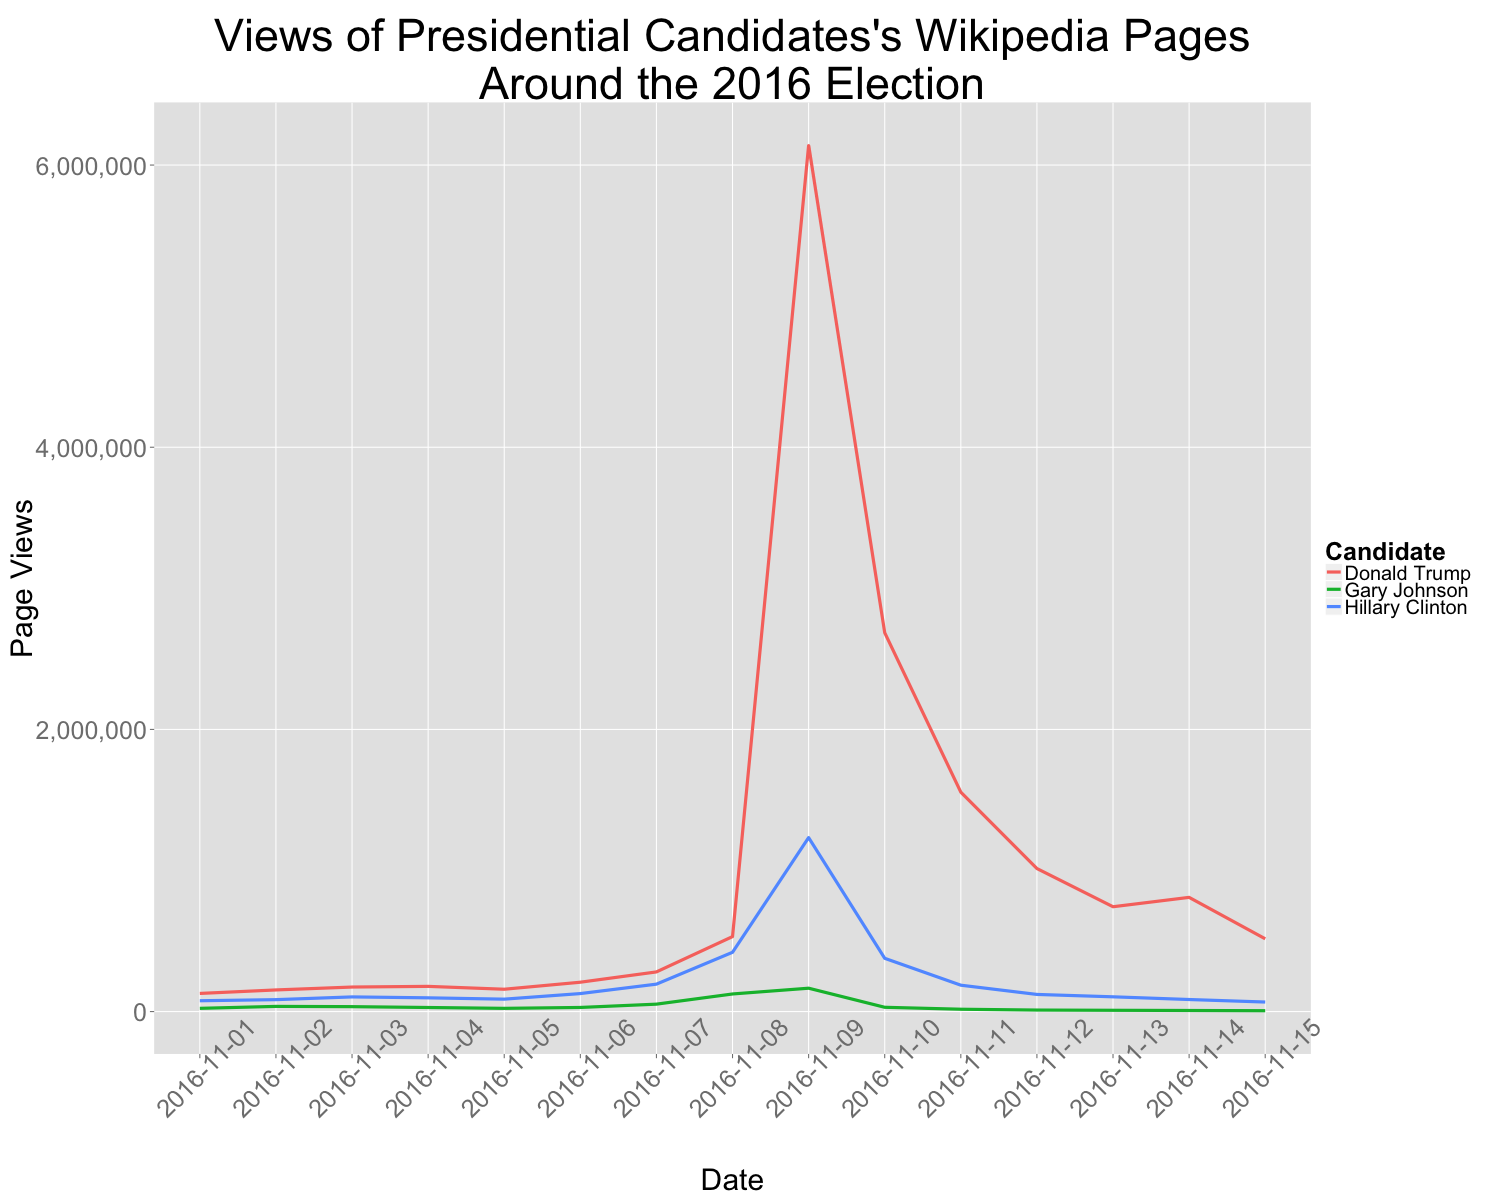 Views of Presidential Candidates's Wikipedia Pages
Around the 2016 Election
6,000,000
4,000,000
2,000,000
0
Page Views
Candidate
Donald Trump
Gary Johnson
Hillary Clinton
2016-11-01
2016-11-02
2016-11-03
2016-11-04
2016-11-05
2016-11-06
2016-11-07
2016-11-08
2016-11-09
2016-11-10
2016-11-11
2016-11-12
2016-11-13
2016-11-14
2016-11-15
Date